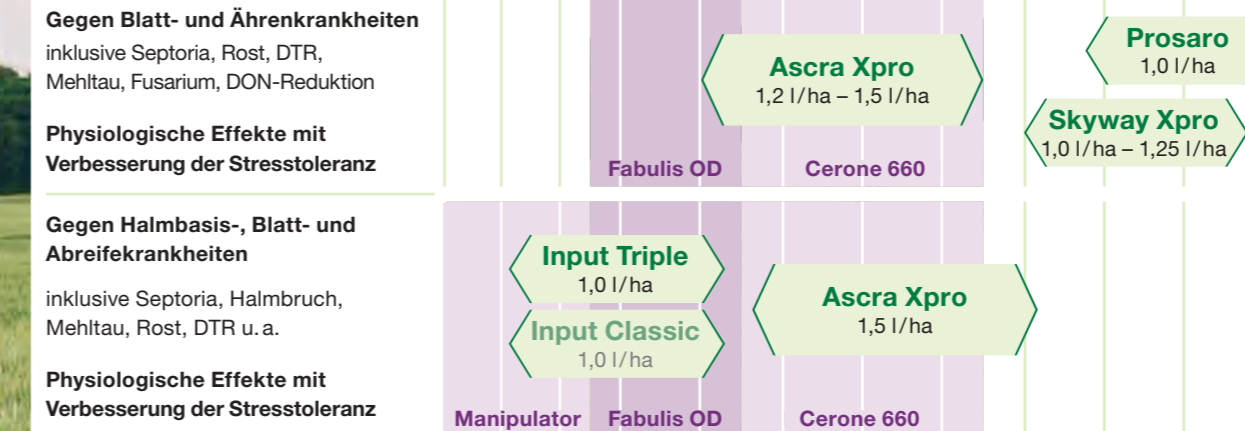 Gegen Blatt- und Ährenkrankheiten
inklusive Septoria, Rost, DTR,
Mehltau, Fusarium, DON-Reduktion
Physiologische Effekte mit
Verbesserung der Stresstoleranz
Ascra Xpro
1,2 l/ha – 1,5 l/ha
Prosaro
1,0 l/ha
Skyway Xpro
1,0 l/ha – 1,25 l/ha
Fabulis OD
Cerone 660
Gegen Halmbasis-, Blatt- und
Abreifekrankheiten
inklusive Septoria, Halmbruch,
Mehltau, Rost, DTR u. a.
Physiologische Effekte mit
Verbesserung der Stresstoleranz
Input Triple
1,0 l/ha
Input Classic
1,0 l/ha
Ascra Xpro
1,5 l/ha
Manipulator
Fabulis OD
Cerone 660